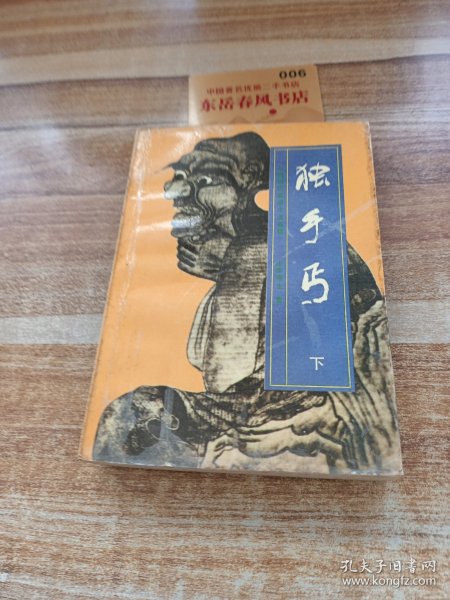 006
中国著名优质二手书店
东岳春风书店
独手丐
下
孔夫子旧书网
www.kongfz.com